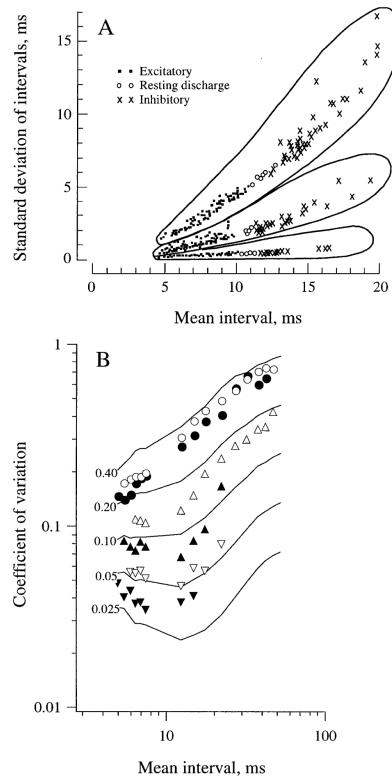 A
Standard deviation of intervals, ms
15
10
5
0
Excitatory
Resting discharge
Inhibitory
0 5 10 15 20
Mean interval, ms
B
Coefficient of variation
1
0.1
0.01
0.40
0.20
0.10
0.05
0.025
10 100
Mean interval, ms